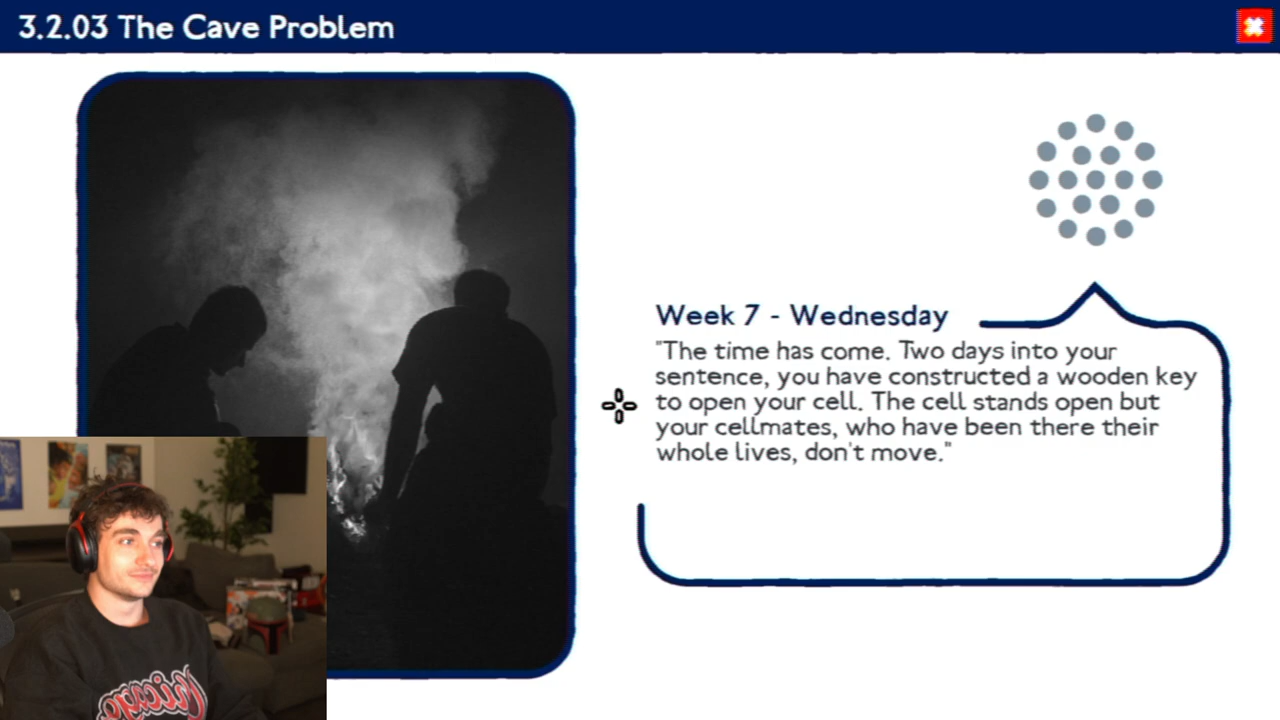 3.2.03 The Cave Problem
Week 7 - Wednesday
"The time has come. Two days into your
sentence, you have constructed a wooden key
to open your cell. The cell stands open but
your cellmates, who have been there their
whole lives, don't move."